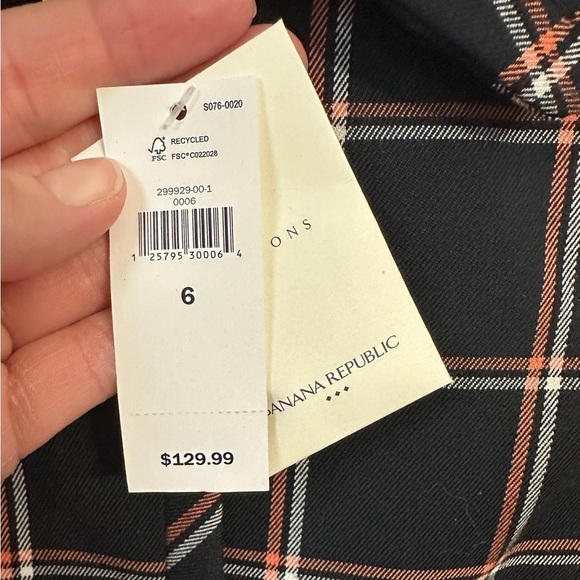 S076-0020
RECYCLED
FSC FSC®C022028
299929-00-1
0006
1 25795 30006 4
6
$129.99
ONS
BANANA REPUBLIC